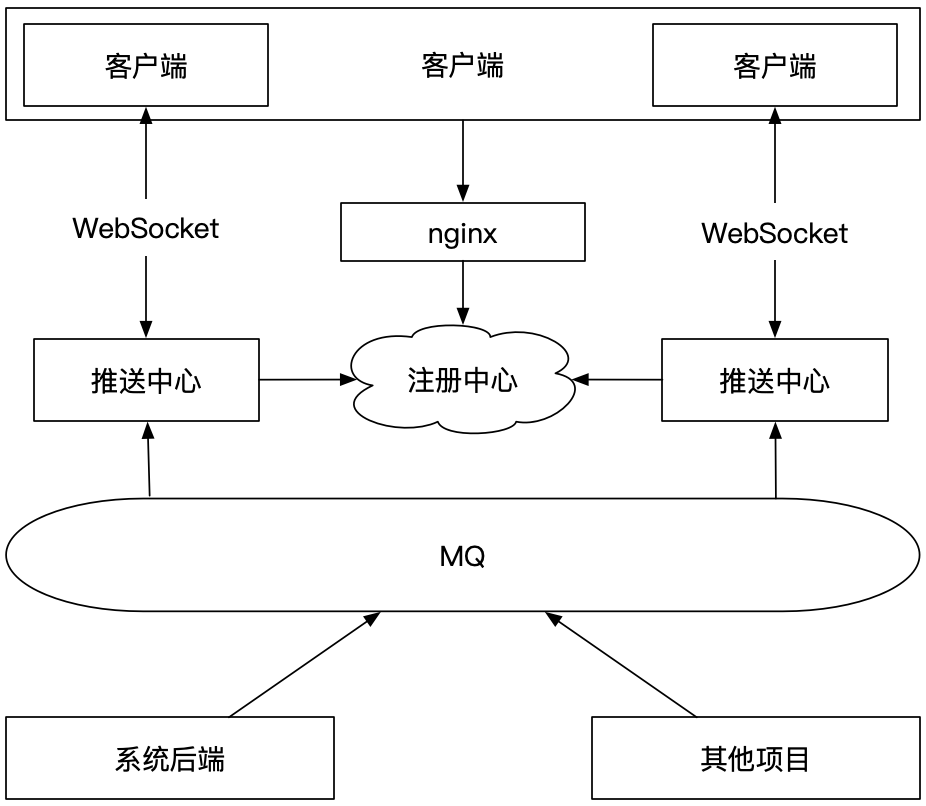 客户端
客户端
客户端
WebSocket
nginx
WebSocket
推送中心
注册中心
推送中心
MQ
系统后端
其他项目